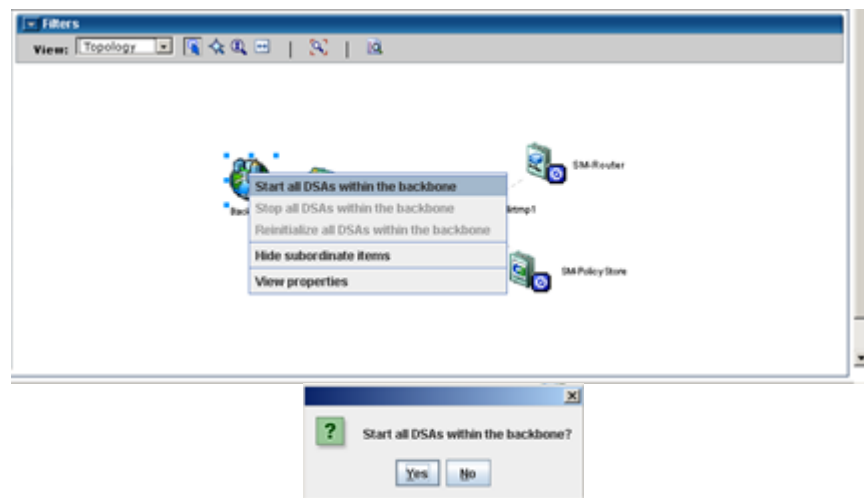 Filters
View: Topology
SM-Router
Start all DSAs within the backbone
Stop all DSAs within the backbone
Reinitialize all DSAs within the backbone
Hide subordinate items
SM-Policy Store
View properties
Start all DSAs within the backbone?
Yes No